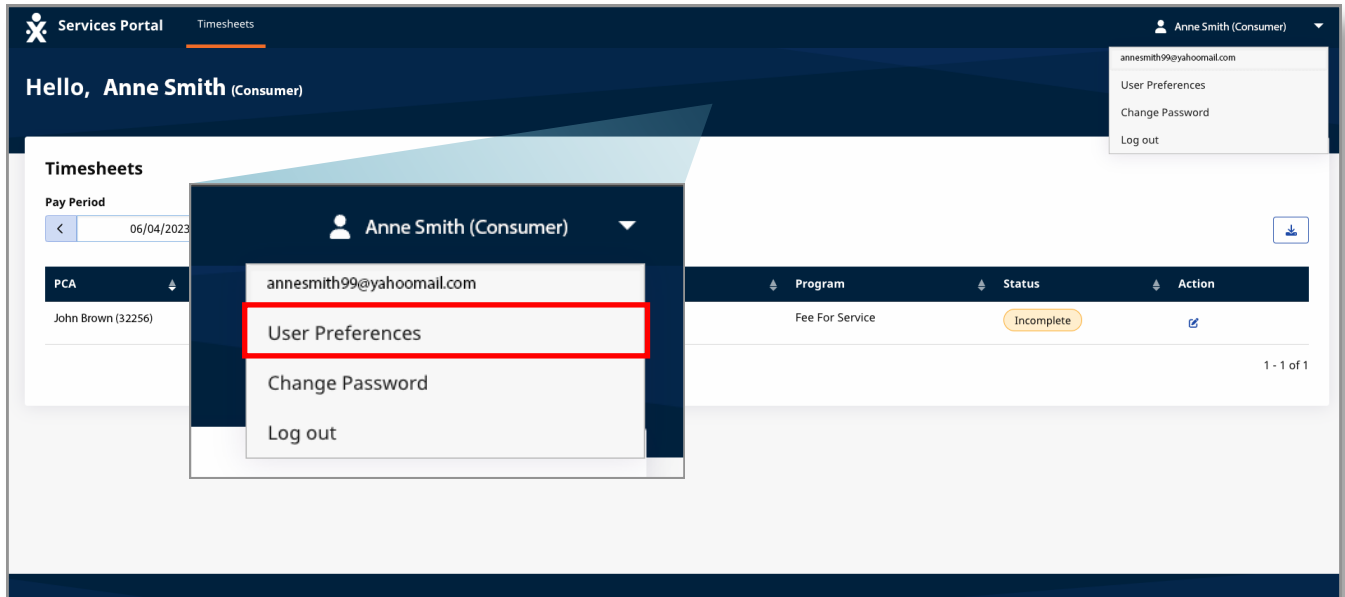 Services Portal Timesheets Anne Smith (Consumer)
annesmith99@yahoomail.com
User Preferences
Change Password
Log out
Hello, Anne Smith (Consumer)
Timesheets
Pay Period
06/04/2023
PCA Program Status Action
John Brown (32256) Fee For Service Incomplete
1 - 1 of 1
Anne Smith (Consumer)
annesmith99@yahoomail.com
User Preferences
Change Password
Log out